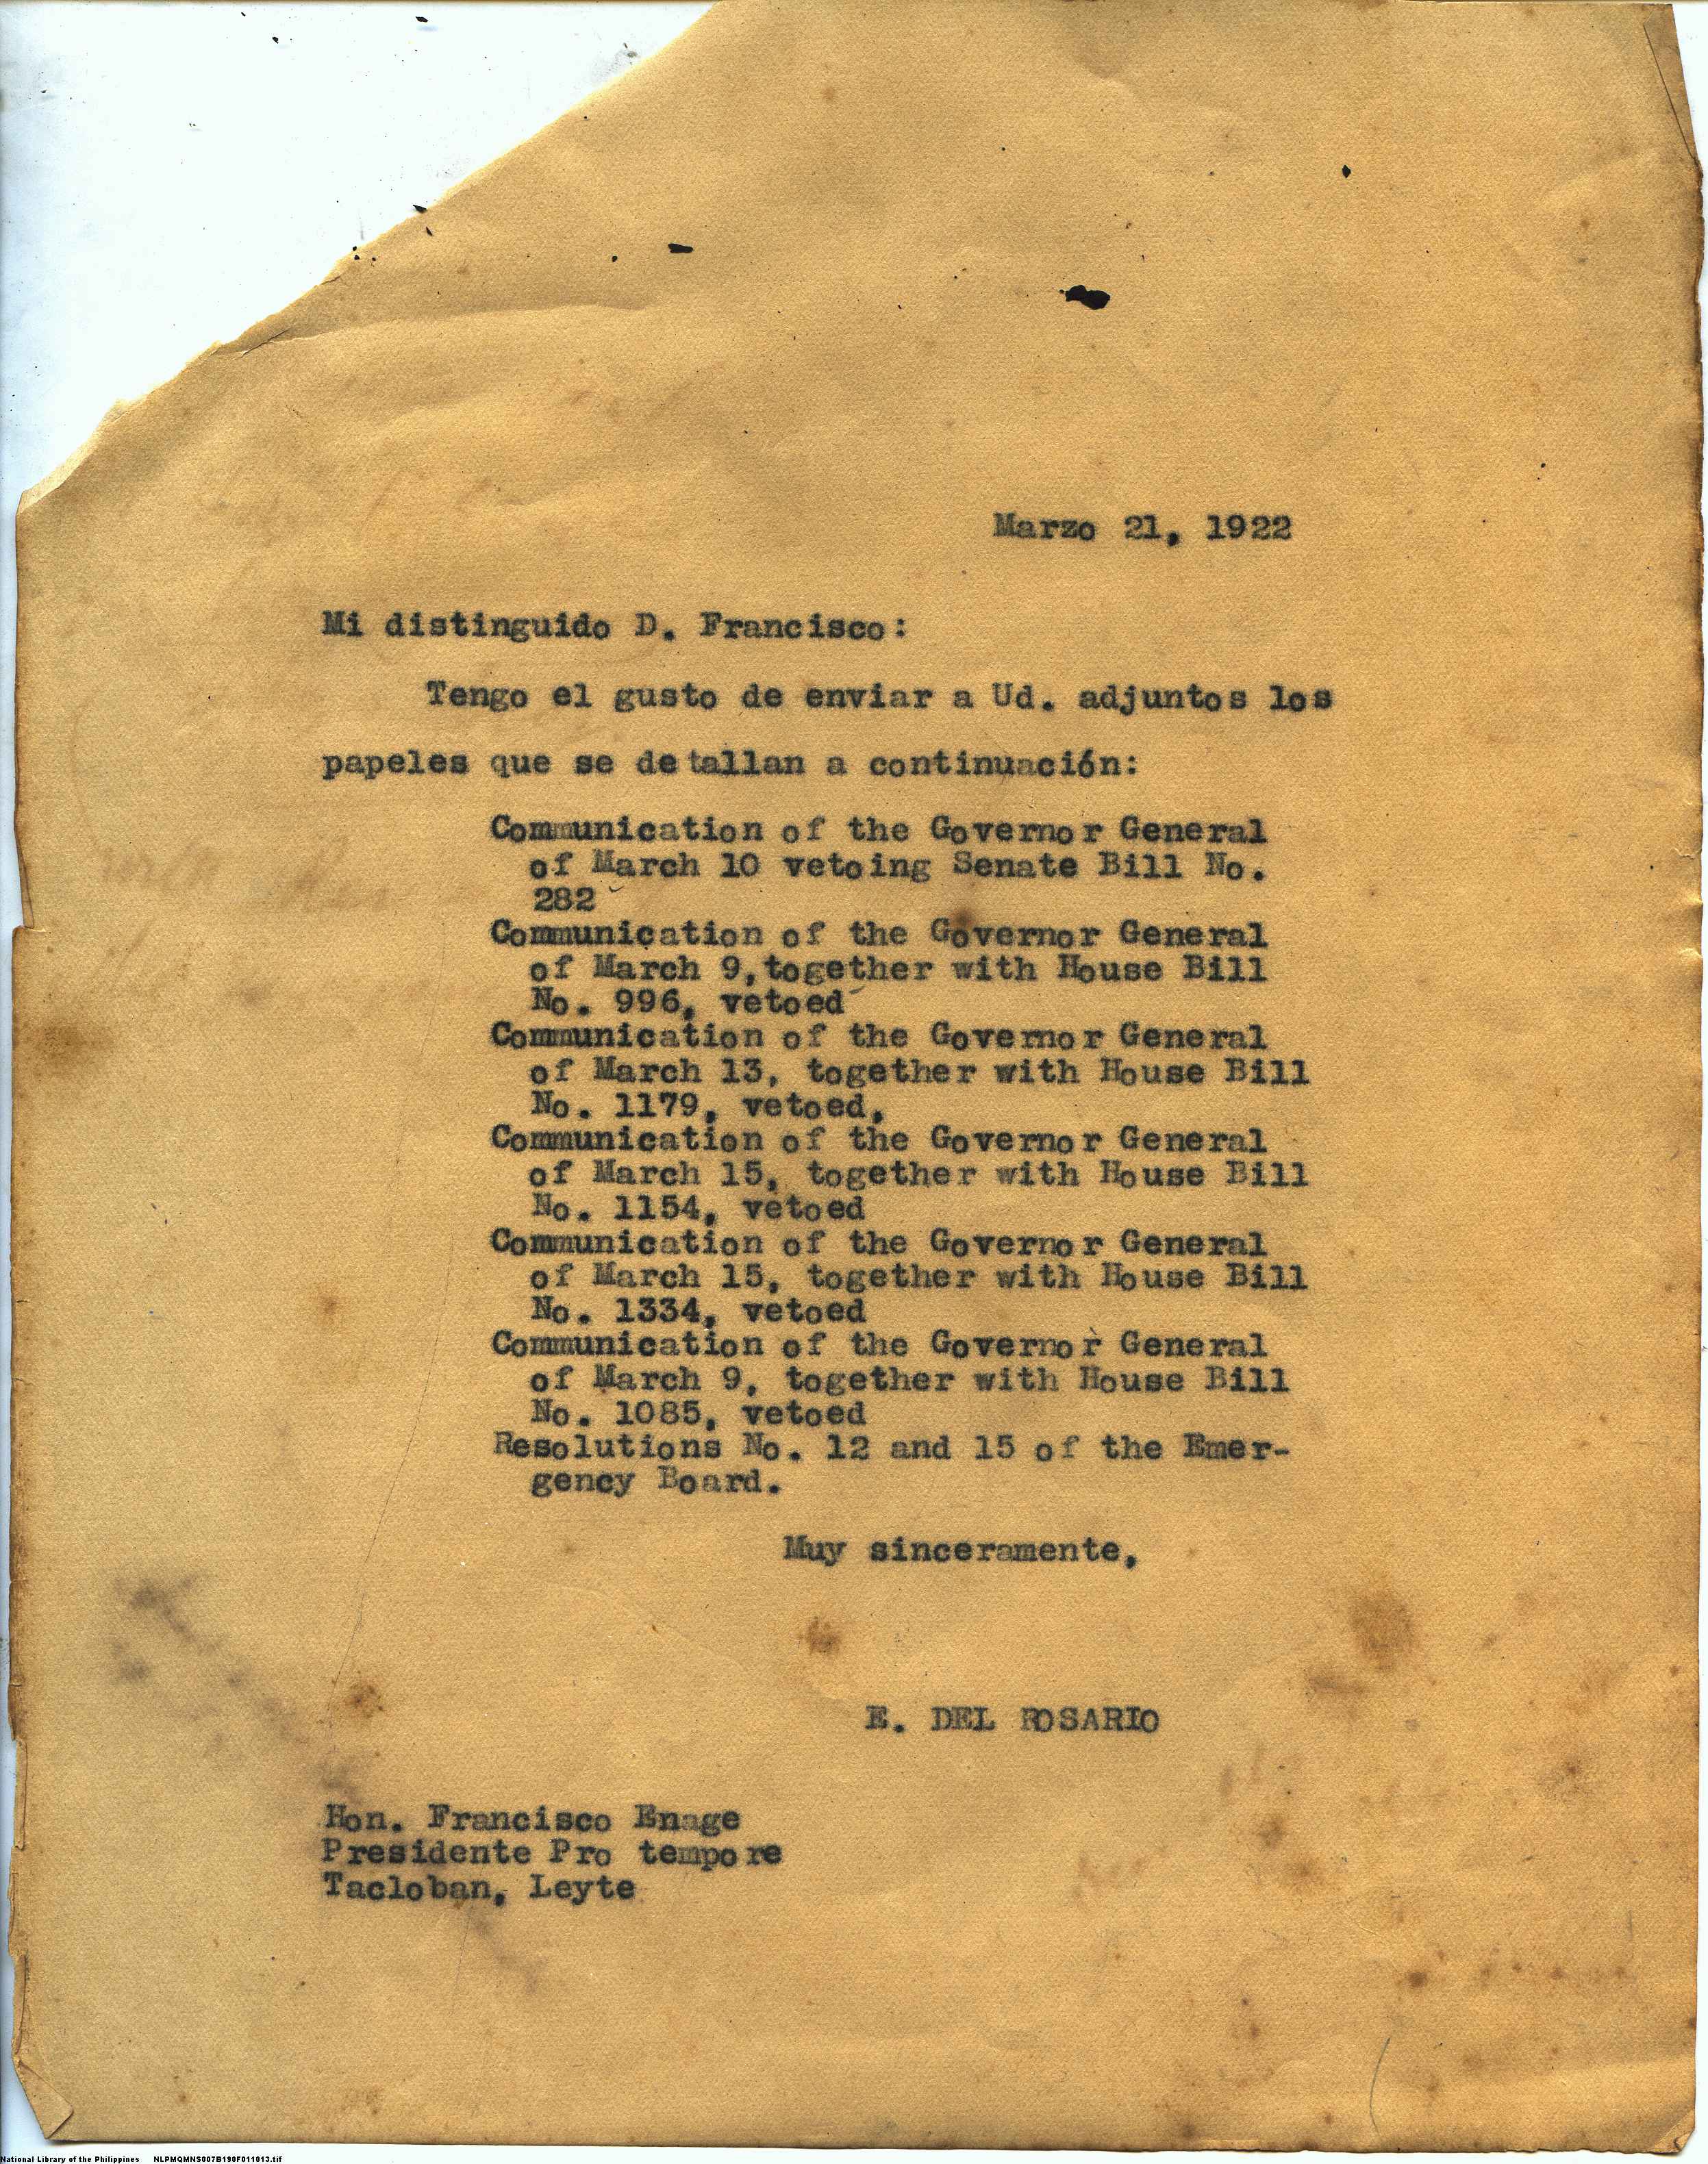 Marzo 21, 1922
Mi distinguido D. Francisco:
Tengo el gusto de enviar a Ud. adjuntos los
papeles que se detallan a continuación:
Communication of the Governor General
of March 10 vetoing Senate Bill No.
282
Communication of the Governor General
of March 9, together with House Bill
No. 996, vetoed
Communication of the Governor General
of March 13, together with House Bill
No. 1179, vetoed,
Communication of the Governor General
of March 15, together with House Bill
No. 1154, vetoed
Communication of the Governor General
of March 15, together with House Bill
No. 1334, vetoed
Communication of the Governor General
of March 9, together with House Bill
No. 1085, vetoed
Resolutions No. 12 and 15 of the Emer-
gency Board.
Muy sinceramente,
E. DEL ROSARIO
Hon. Francisco Enage
Presidente Pro tempore
Tacloban, Leyte
National Library of the Philippines NLPMQMNS007B190F011013.tif